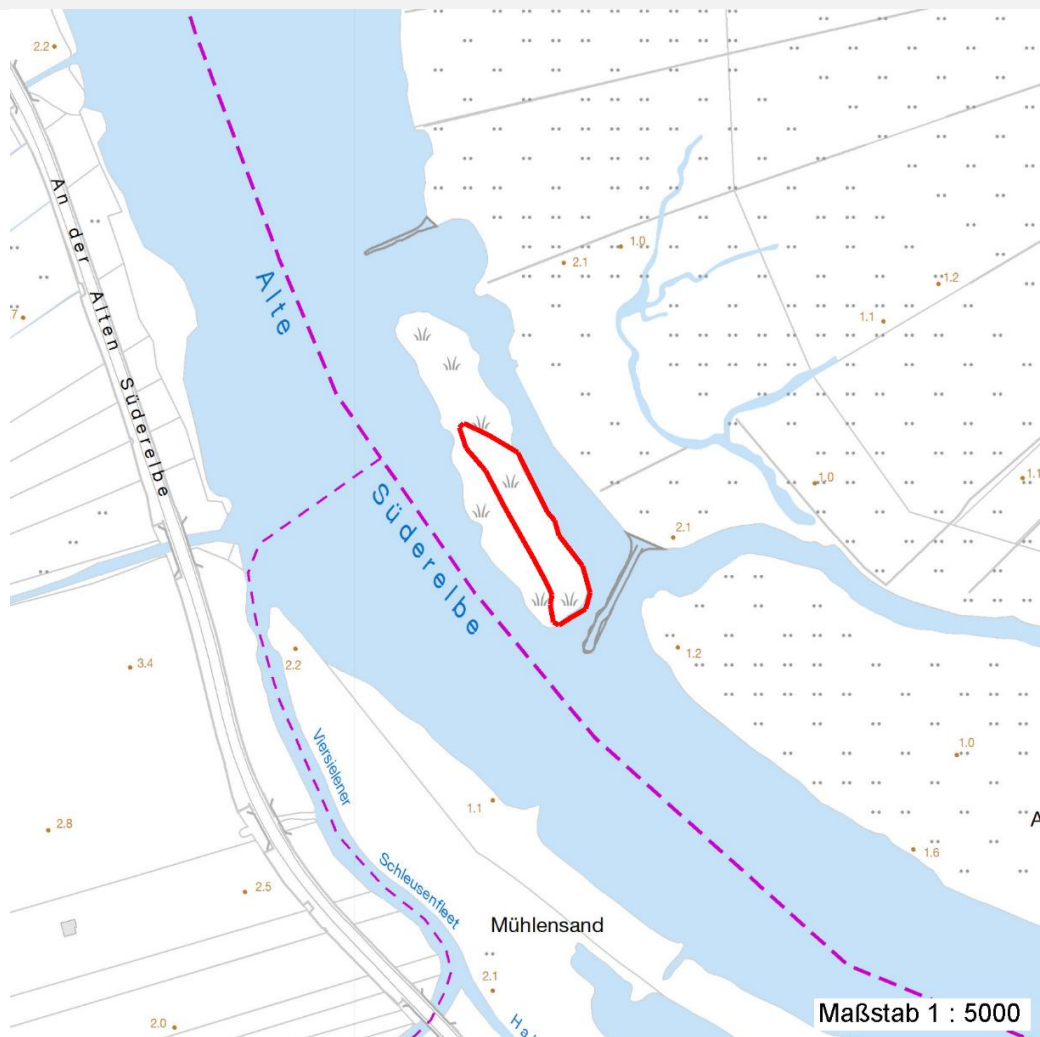 2.2
An der Alten Süderelbe
Alte
1.0
2.1
1.2
7
1.1
Süderelbe
1.0
1.1
2.1
2.2
3.4
1.2
Viersielener
1.0
1.1
2.8
1.6
A
Schleusenfleet
2.5
Mühlensand
2.1
Maßstab 1 : 5000
2.0